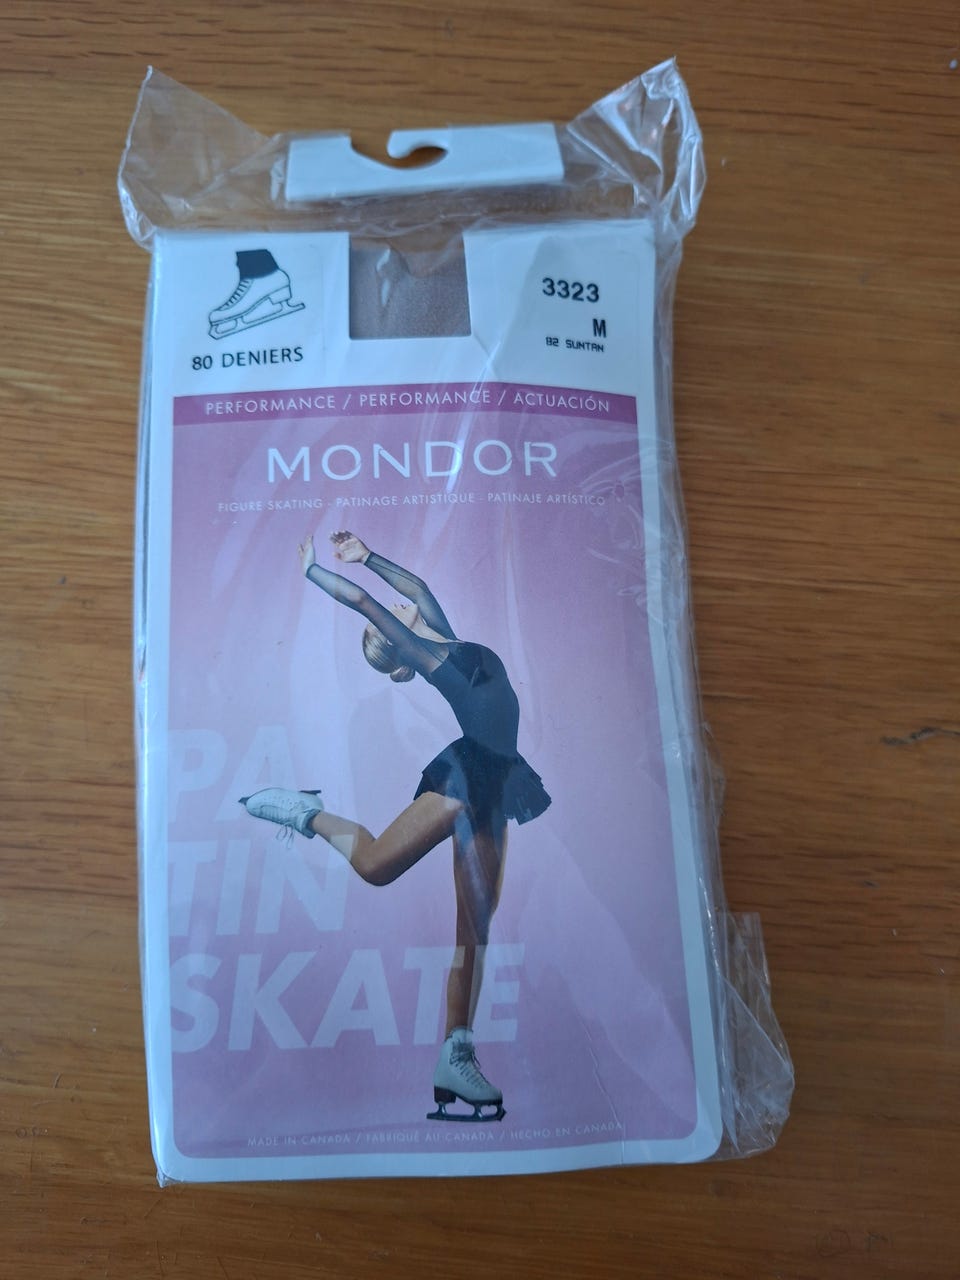 3323
M
82 SUNTAN
80 DENIERS
PERFORMANCE / PERFORMANCE / ACTUACIÓN
MONDOR
FIGURE SKATING - PATINAGE ARTISTIQUE - PATINAJE ARTÍSTICO
PA
TIN
SKATE
MADE IN CANADA / FABRIQUÉ AU CANADA / HECHO EN CANADA